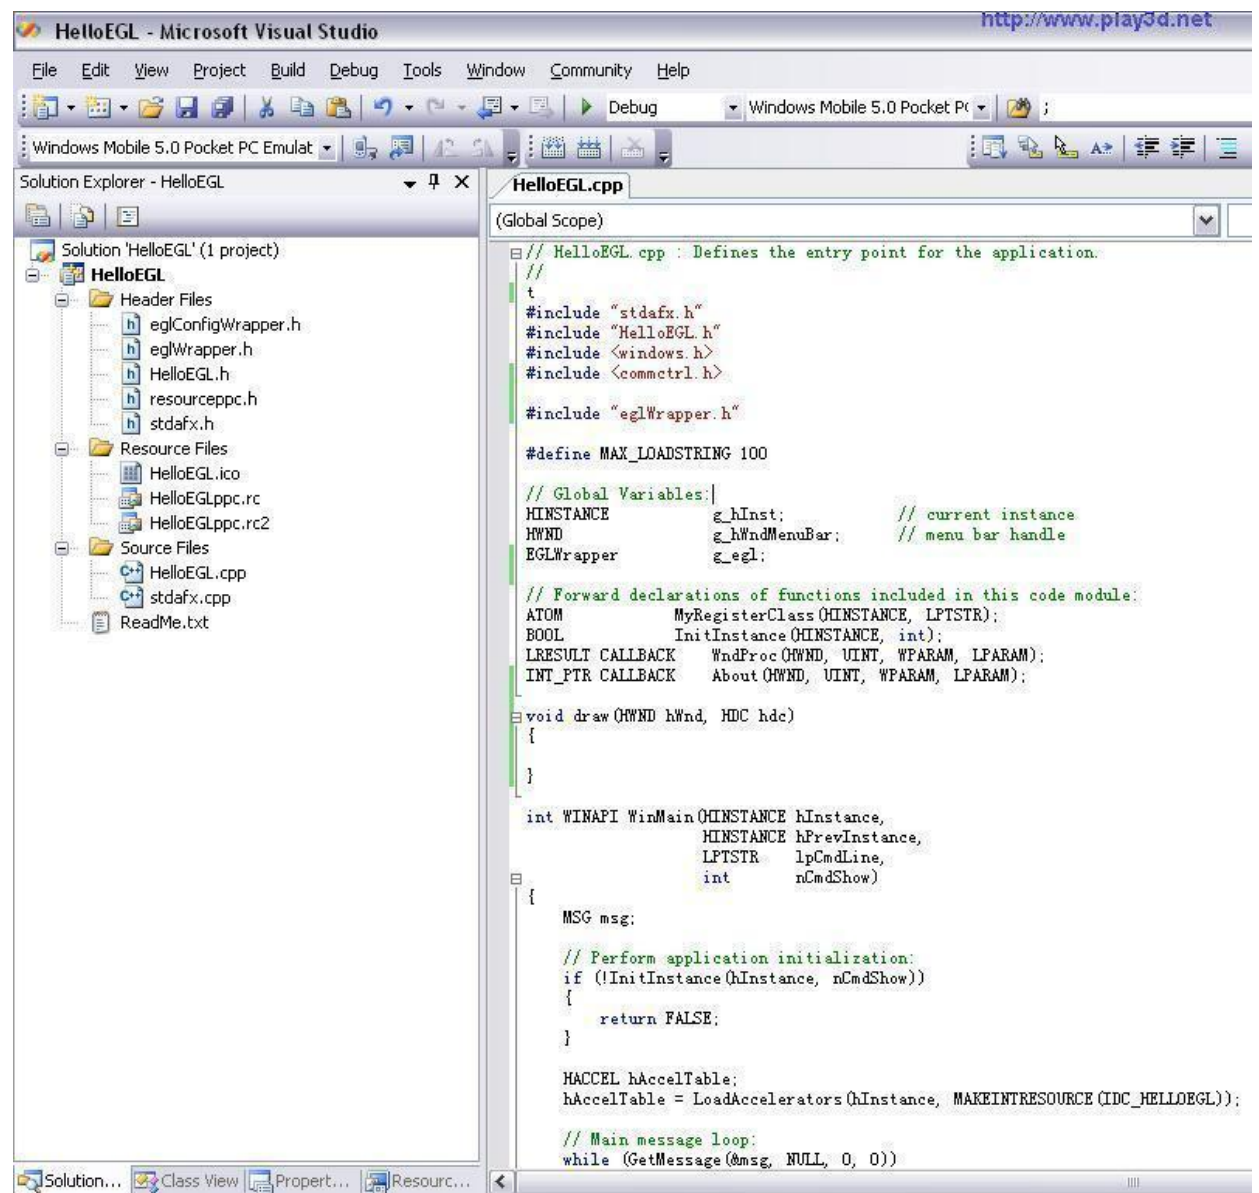 http://www.play3d.net
HelloEGL - Microsoft Visual Studio
File Edit View Project Build Debug Tools Window Community Help
Debug Windows Mobile 5.0 Pocket P( ;
Windows Mobile 5.0 Pocket PC Emulat
Solution Explorer - HelloEGL
HelloEGL.cpp
(Global Scope)
Solution 'HelloEGL' (1 project)
HelloEGL
Header Files
eglConfigWrapper.h
eglWrapper.h
HelloEGL.h
resourceppc.h
stdafx.h
Resource Files
HelloEGL.ico
HelloEGLppc.rc
HelloEGLppc.rc2
Source Files
HelloEGL.cpp
stdafx.cpp
ReadMe.txt
// HelloEGL.cpp : Defines the entry point for the application.
//
t
#include "stdafx.h"
#include "HelloEGL.h"
#include <windows.h>
#include <commctrl.h>
#include "eglWrapper.h"
#define MAX_LOADSTRING 100
// Global Variables:
HINSTANCE g_hInst; // current instance
HWND g_hWndMenuBar; // menu bar handle
EGLWrapper g_egl;
// Forward declarations of functions included in this code module:
ATOM MyRegisterClass(HINSTANCE, LPTSTR);
BOOL InitInstance(HINSTANCE, int);
LRESULT CALLBACK WndProc(HWND, UINT, WPARAM, LPARAM);
INT_PTR CALLBACK About(HWND, UINT, WPARAM, LPARAM);
void draw(HWND hWnd, HDC hdc)
{
}
int WINAPI WinMain(HINSTANCE hInstance,
HINSTANCE hPrevInstance,
LPTSTR lpCmdLine,
int nCmdShow)
{
MSG msg;
// Perform application initialization:
if (!InitInstance(hInstance, nCmdShow))
{
return FALSE;
}
HACCEL hAccelTable;
hAccelTable = LoadAccelerators(hInstance, MAKEINTRESOURCE(IDC_HELLOEGL));
// Main message loop:
while (GetMessage(&msg, NULL, 0, 0))
Solution... Class View Propert... Resourc...